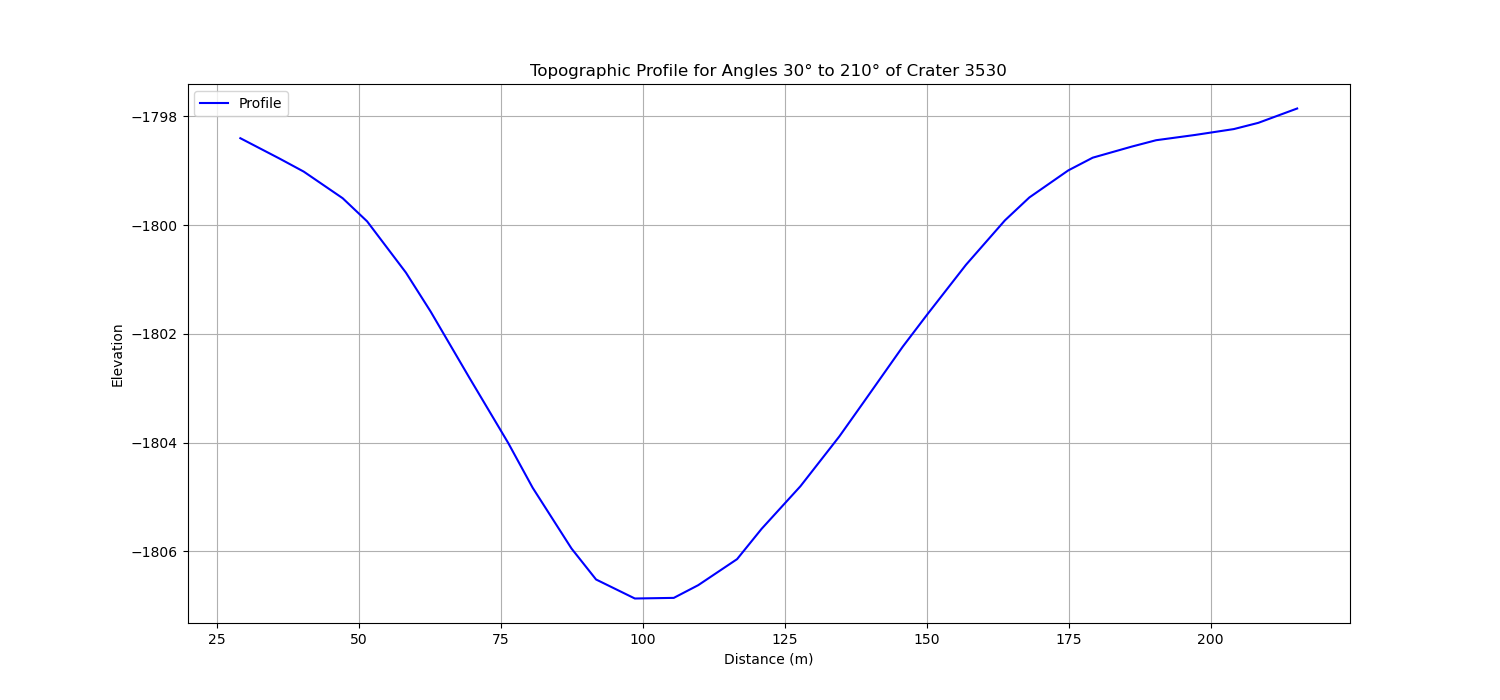 Topographic Profile for Angles 30° to 210° of Crater 3530
Profile
−1798
−1800
−1802
−1804
−1806
Elevation
25 50 75 100 125 150 175 200
Distance (m)